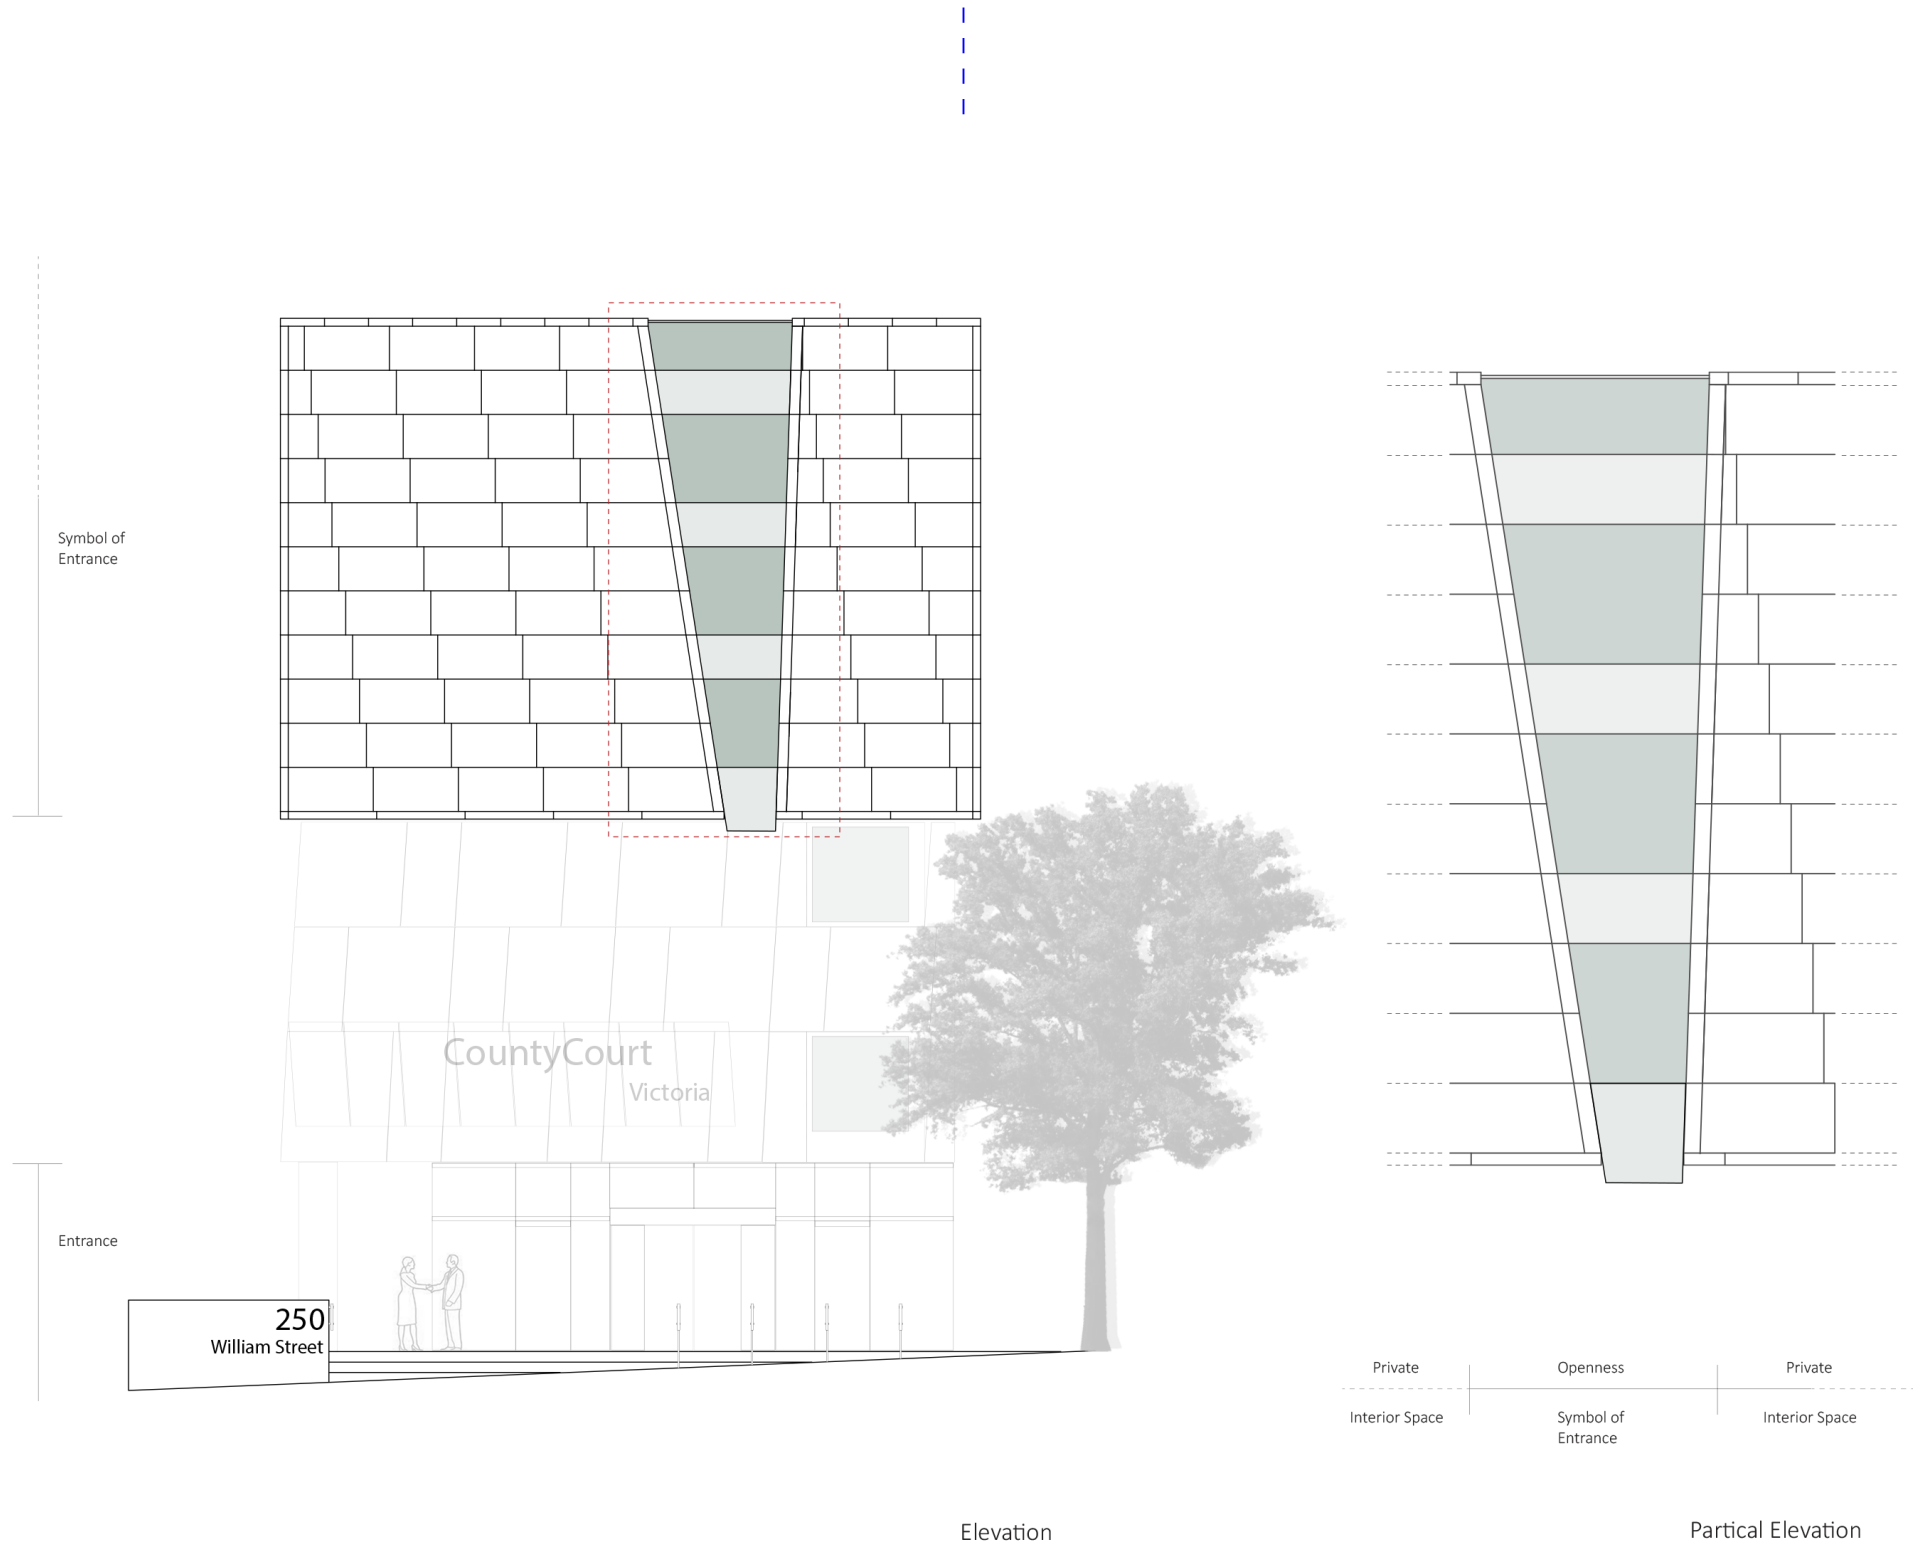 Symbol of
Entrance
CountyCourt
Victoria
Entrance
250
William Street
Private
Openness
Private
Interior Space
Symbol of
Entrance
Interior Space
Elevation
Partical Elevation